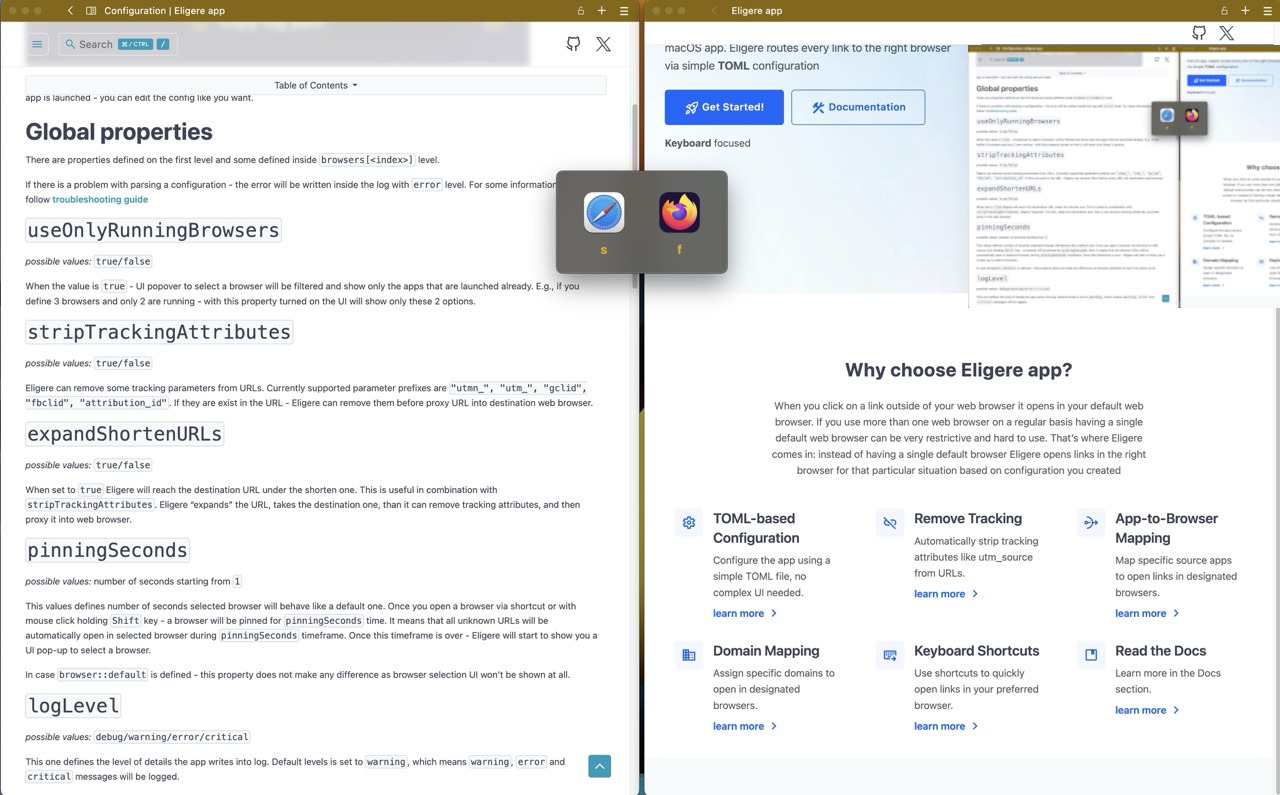 Configuration | Eligere app
Search ⌘/CTRL /
Table of Contents
app is launched - you can edit the config like you want.
Global properties
There are properties defined on the first level and some defined inside browsers[<index>] level.
If there is a problem with parsing a configuration - the error will be written inside the log with error level. For some information
follow troubleshooting guide
useOnlyRunningBrowsers
possible values: true/false
When the value is true - UI popover to select a browser will be filtered and show only the apps that are launched already. E.g., if you
define 3 browsers and only 2 are running - with this property turned on the UI will show only these 2 options.
stripTrackingAttributes
possible values: true/false
Eligere can remove some tracking parameters from URLs. Currently supported parameter prefixes are "utmn_", "utm_", "gclid",
"fbclid", "attribution_id". If they are exist in the URL - Eligere can remove them before proxy URL into destination web browser.
expandShortenURLs
possible values: true/false
When set to true Eligere will reach the destination URL under the shorten one. This is useful in combination with
stripTrackingAttributes. Eligere “expands” the URL, takes the destination one, than it can remove tracking attributes, and then
proxy it into web browser.
pinningSeconds
possible values: number of seconds starting from 1
This values defines number of seconds selected browser will behave like a default one. Once you open a browser via shortcut or with
mouse click holding Shift key - a browser will be pinned for pinningSeconds time. It means that all unknown URLs will be
automatically open in selected browser during pinningSeconds timeframe. Once this timeframe is over - Eligere will start to show you a
UI pop-up to select a browser.
In case browser::default is defined - this property does not make any difference as browser selection UI won't be shown at all.
logLevel
possible values: debug/warning/error/critical
This one defines the level of details the app writes into log. Default levels is set to warning, which means warning, error and
critical messages will be logged.
s f
Eligere app
macOS app. Eligere routes every link to the right browser
via simple TOML configuration
Get Started!
Documentation
Keyboard focused
Global properties
useOnlyRunningBrowsers
stripTrackingAttributes
expandShortenURLs
pinningSeconds
logLevel
Why choose Eligere app?
When you click on a link outside of your web browser it opens in your default web
browser. If you use more than one web browser on a regular basis having a single
default web browser can be very restrictive and hard to use. That's where Eligere
comes in: instead of having a single default browser Eligere opens links in the right
browser for that particular situation based on configuration you created
TOML-based
Configuration
Configure the app using a
simple TOML file, no
complex UI needed.
learn more
Remove Tracking
Automatically strip tracking
attributes like utm_source
from URLs.
learn more
App-to-Browser
Mapping
Map specific source apps
to open links in designated
browsers.
learn more
Domain Mapping
Assign specific domains to
open in designated
browsers.
learn more
Keyboard Shortcuts
Use shortcuts to quickly
open links in your preferred
browser.
learn more
Read the Docs
Learn more in the Docs
section.
learn more